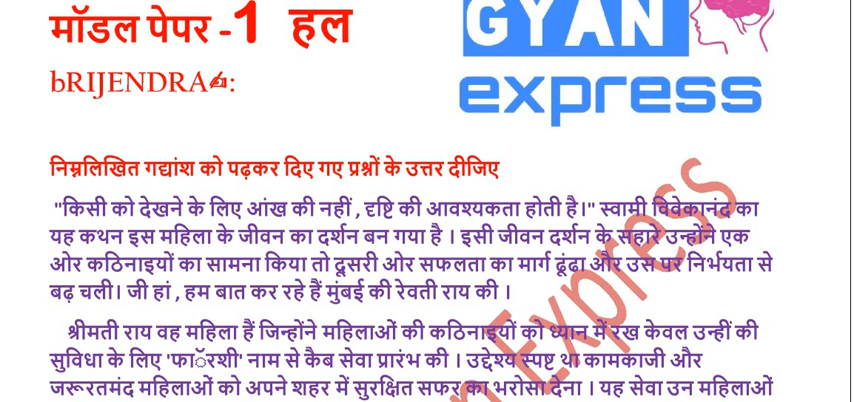 मॉडल पेपर -1 हल
GYAN
express
bRIJENDRA✍:
निम्नलिखित गद्यांश को पढ़कर दिए गए प्रश्नों के उत्तर दीजिए
"किसी को देखने के लिए आंख की नहीं , दृष्टि की आवश्यकता होती है।" स्वामी विवेकानंद का
यह कथन इस महिला के जीवन का दर्शन बन गया है । इसी जीवन दर्शन के सहारे उन्होंने एक
ओर कठिनाइयों का सामना किया तो दूसरी ओर सफलता का मार्ग ढूंढ़ा और उस पर निर्भयता से
बढ़ चली। जी हां , हम बात कर रहे हैं मुंबई की रेवती राय की ।
श्रीमती राय वह महिला हैं जिन्होंने महिलाओं की कठिनाइयों को ध्यान में रख केवल उन्हीं की
सुविधा के लिए 'फाॅरशी' नाम से कैब सेवा प्रारंभ की । उद्देश्य स्पष्ट था कामकाजी और
जरूरतमंद महिलाओं को अपने शहर में सुरक्षित सफर का भरोसा देना । यह सेवा उन महिलाओं
n Express